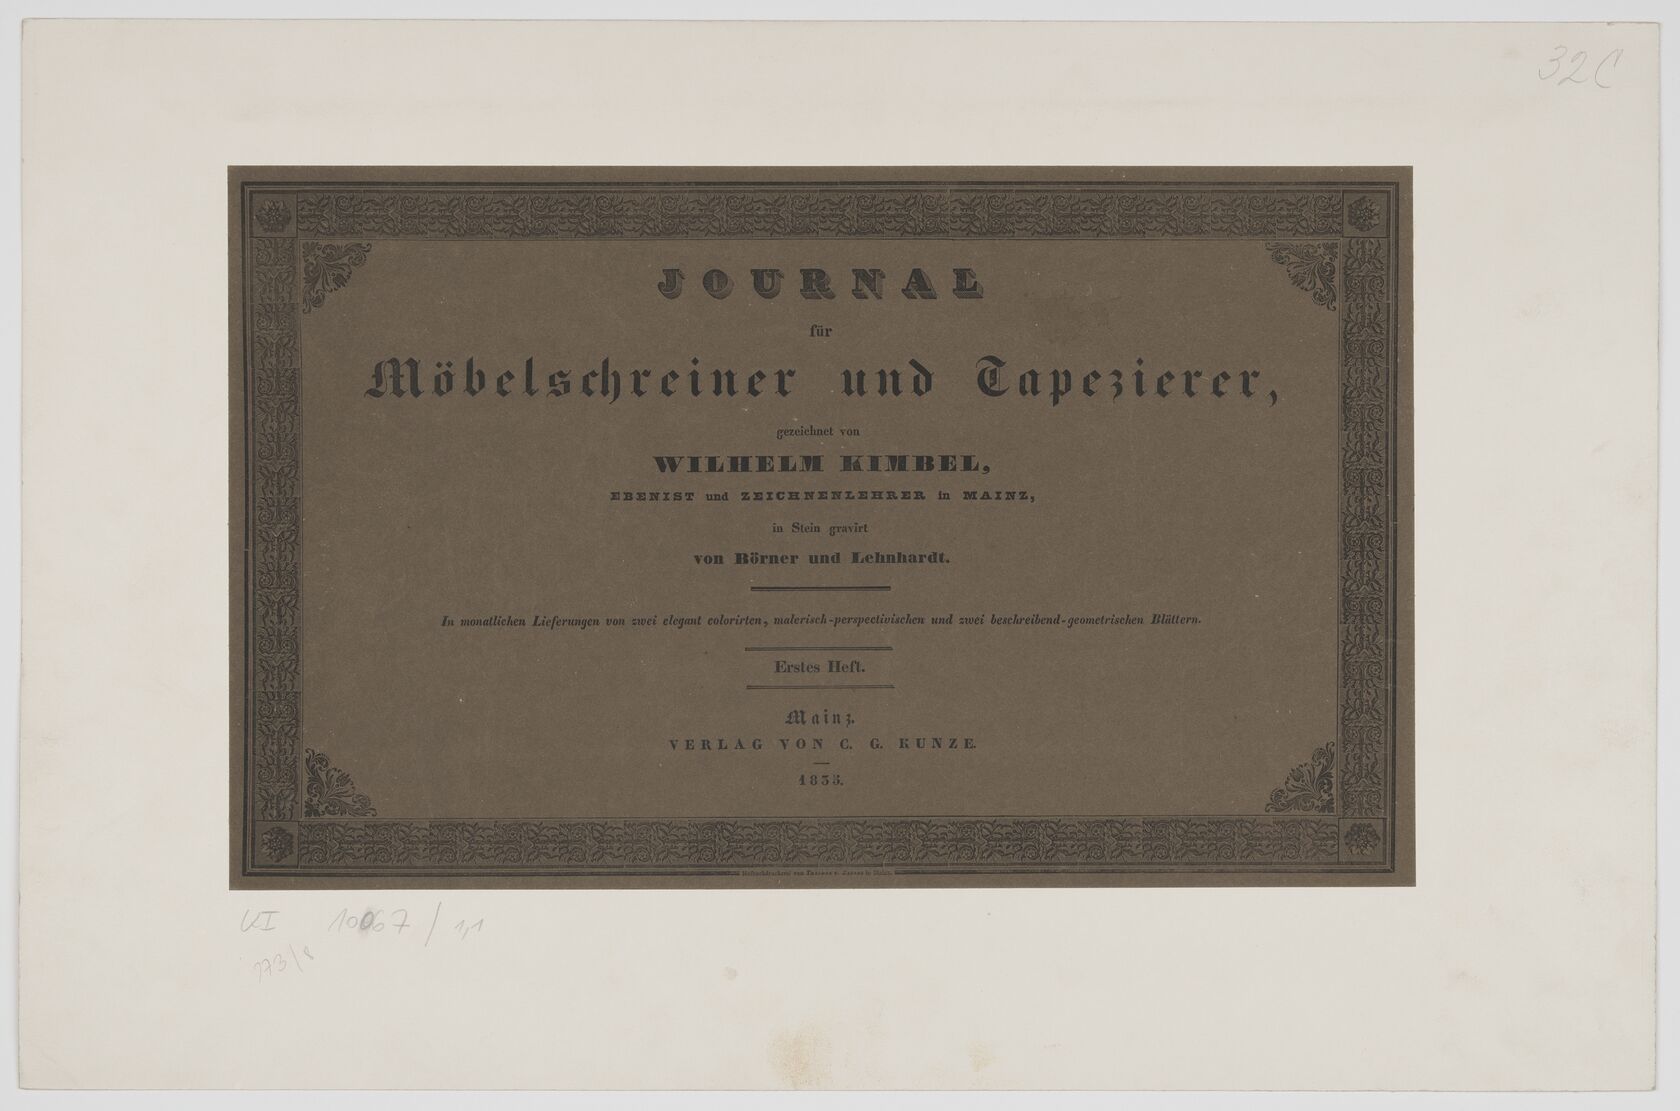 32C
JOURNAL
für
Möbelschreiner und Tapezierer,
gezeichnet von
WILHELM KIMBEL,
EBENIST und ZEICHNENLEHRER in MAINZ,
in Stein gravirt
von Börner und Lehnhardt.
In monatlichen Lieferungen von zwei elegant colorirten, malerisch-perspectivischen und zwei beschreibend-geometrischen Blättern.
Erstes Heft.
Mainz.
VERLAG VON C. G. KUNZE.
1835.
in Mainz.
KI 10067 / 1,1